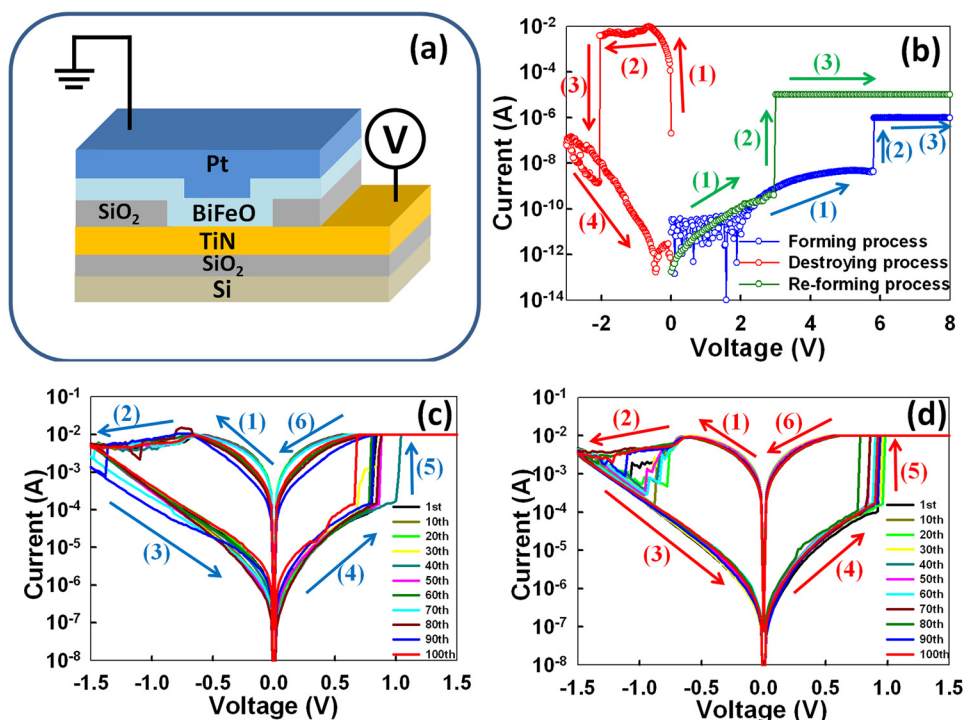 (a)
V
Pt
SiO2
BiFeO
TiN
SiO2
Si
(b)
10-2
10-4
10-6
10-8
10-10
10-12
10-14
Current (A)
(1)
(2)
(3)
(4)
(1)
(2)
(3)
(1)
(2)
(3)
Forming process
Destroying process
Re-forming process
-2 0 2 4 6 8
Voltage (V)
(c)
10-1
10-2
10-3
10-4
10-5
10-6
10-7
10-8
Current (A)
(1)
(2)
(3)
(4)
(5)
(6)
1st
10th
20th
30th
40th
50th
60th
70th
80th
90th
100th
-1.5 -1.0 -0.5 0.0 0.5 1.0 1.5
Voltage (V)
(d)
10-1
10-2
10-3
10-4
10-5
10-6
10-7
10-8
Current (A)
(1)
(2)
(3)
(4)
(5)
(6)
1st
10th
20th
30th
40th
50th
60th
70th
80th
90th
100th
-1.5 -1.0 -0.5 0.0 0.5 1.0 1.5
Voltage (V)